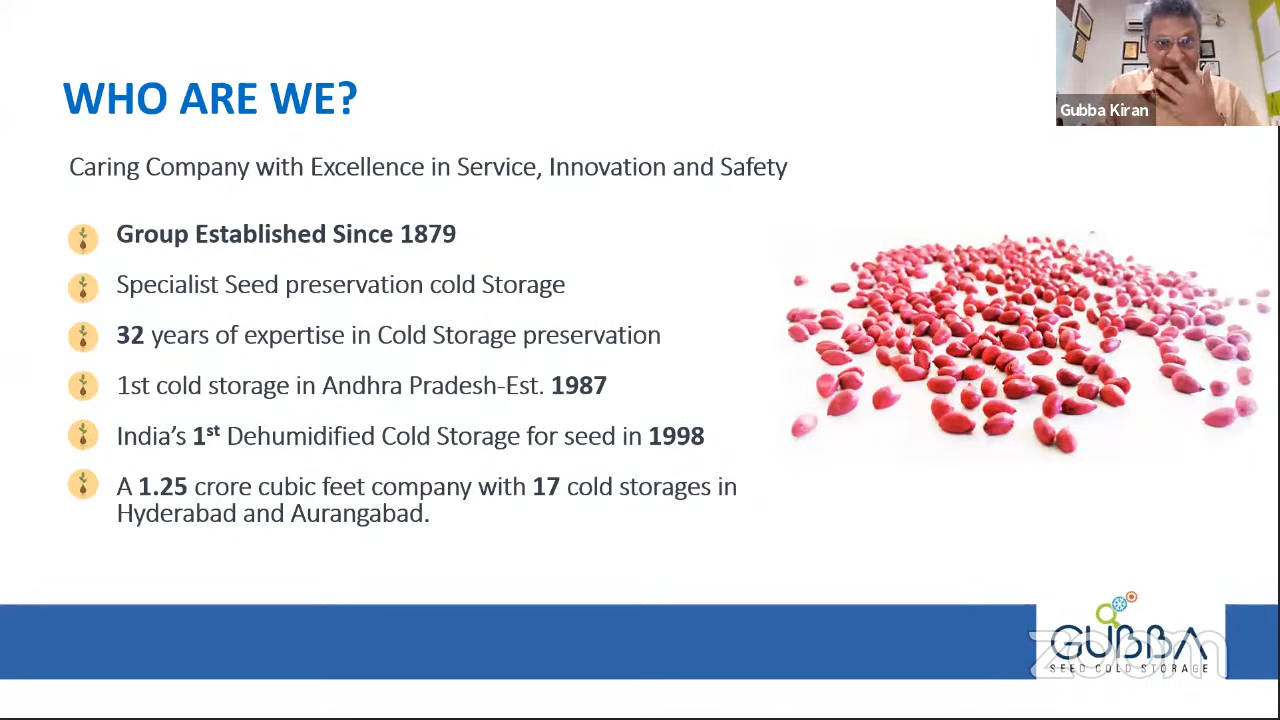 WHO ARE WE?
Gubba Kiran
Caring Company with Excellence in Service, Innovation and Safety
Group Established Since 1879
Specialist Seed preservation cold Storage
32 years of expertise in Cold Storage preservation
1st cold storage in Andhra Pradesh-Est. 1987
India’s 1st Dehumidified Cold Storage for seed in 1998
A 1.25 crore cubic feet company with 17 cold storages in
Hyderabad and Aurangabad.
GUBBA
zoom
SEED COLD STORAGE